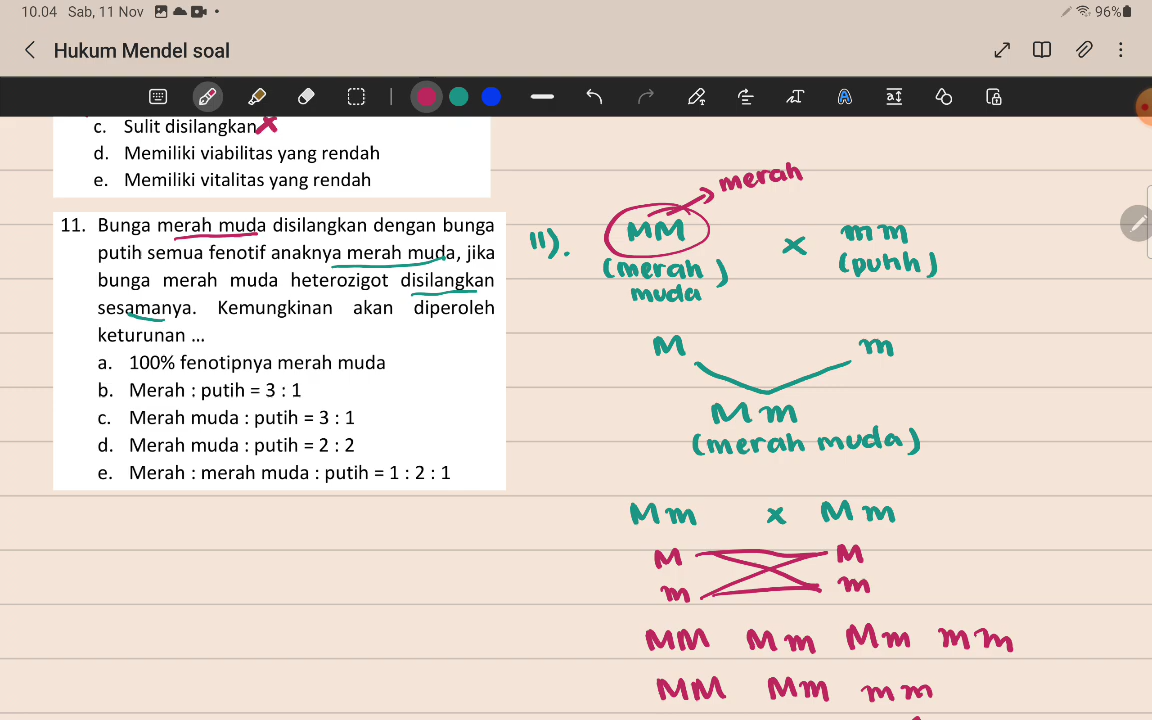 10.04 Sab, 11 Nov
96%
Hukum Mendel soal
c. Sulit disilangkan
d. Memiliki viabilitas yang rendah
e. Memiliki vitalitas yang rendah
11. Bunga merah muda disilangkan dengan bunga
putih semua fenotif anaknya merah muda, jika
bunga merah muda heterozigot disilangkan
sesamanya. Kemungkinan akan diperoleh
keturunan ...
a. 100% fenotipnya merah muda
b. Merah : putih = 3 : 1
c. Merah muda : putih = 3 : 1
d. Merah muda : putih = 2 : 2
e. Merah : merah muda : putih = 1 : 2 : 1
merah
11). MM x mm
(merah muda) (putih)
M m
Mm
(merah muda)
Mm x Mm
M M
m m
MM Mm Mm mm
MM Mm mm